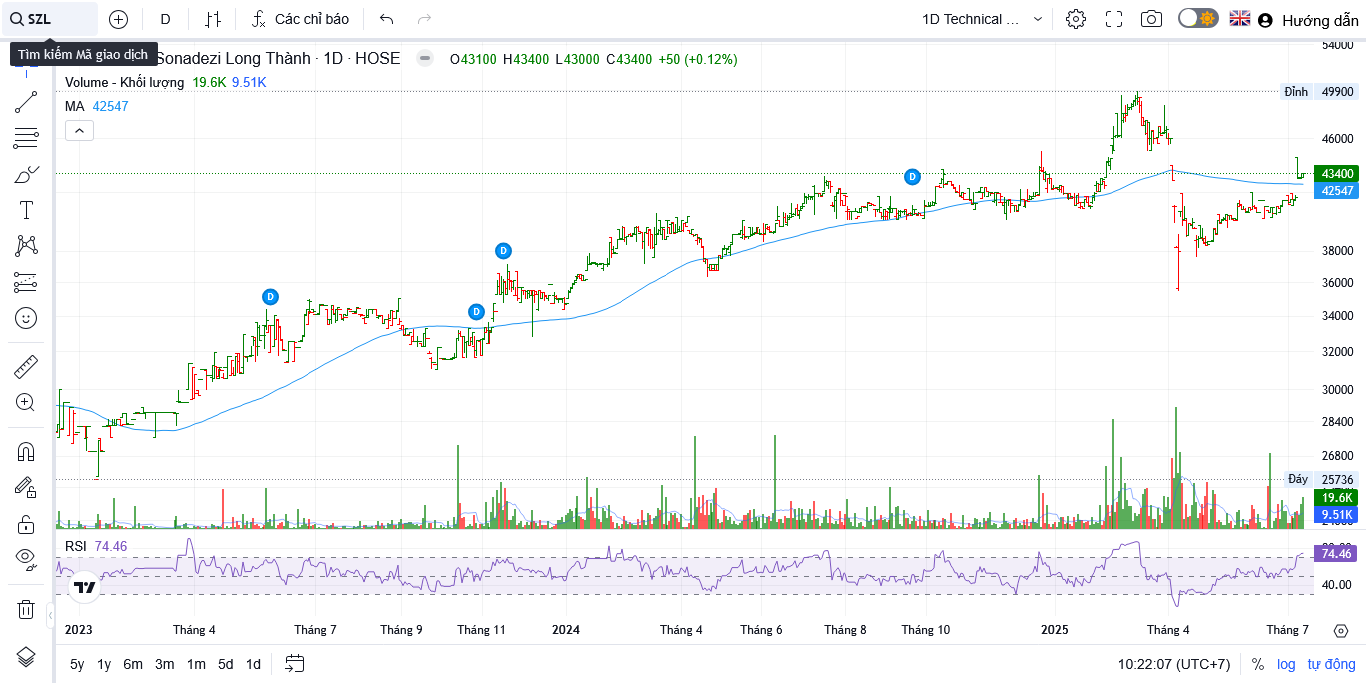 SZL D Các chỉ báo 1D Technical ... Hướng dẫn
Tìm kiếm Mã giao dịch
Sonadezi Long Thành · 1D · HOSE O43100 H43400 L43000 C43400 +50 (+0.12%)
Volume - Khối lượng 19.6K 9.51K
MA 42547
54000
Đỉnh 49900
46000
43400
42547
38000
36000
34000
32000
30000
28400
26800
Đáy 25736
19.6K
9.51K
D
D
D
D
RSI 74.46
74.46
40.00
2023 Tháng 4 Tháng 7 Tháng 9 Tháng 11 2024 Tháng 4 Tháng 6 Tháng 8 Tháng 10 2025 Tháng 4 Tháng 7
5y 1y 6m 3m 1m 5d 1d 10:22:07 (UTC+7) % log tự động